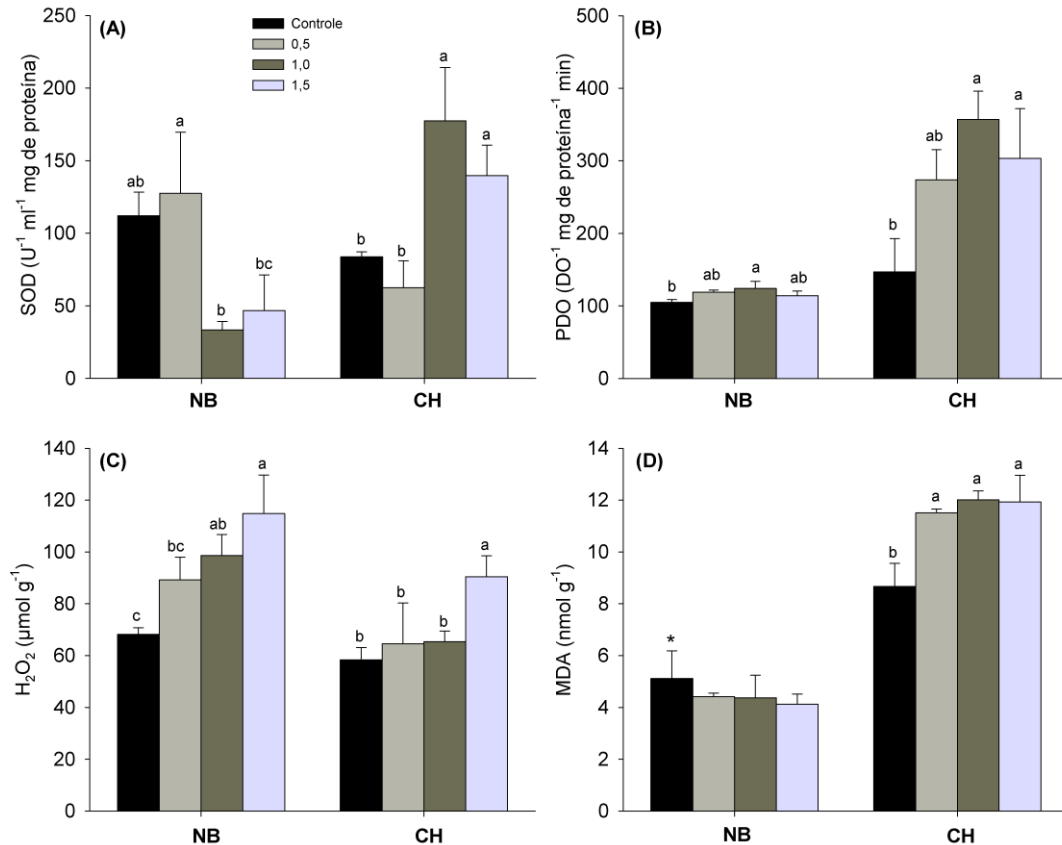 (A)
Controle
0,5
1,0
1,5
SOD (U⁻¹ ml⁻¹ mg de proteína)
250
200
150
100
50
0
ab
a
b
bc
b
b
a
a
NB
CH
(B)
PDO (DO⁻¹ mg de proteína⁻¹ min)
500
400
300
200
100
0
b
ab
a
ab
b
ab
a
a
NB
CH
(C)
H₂O₂ (µmol g⁻¹)
140
120
100
80
60
40
20
0
c
bc
ab
a
b
b
b
a
NB
CH
(D)
MDA (nmol g⁻¹)
14
12
10
8
6
4
2
0
*
b
a
a
a
NB
CH